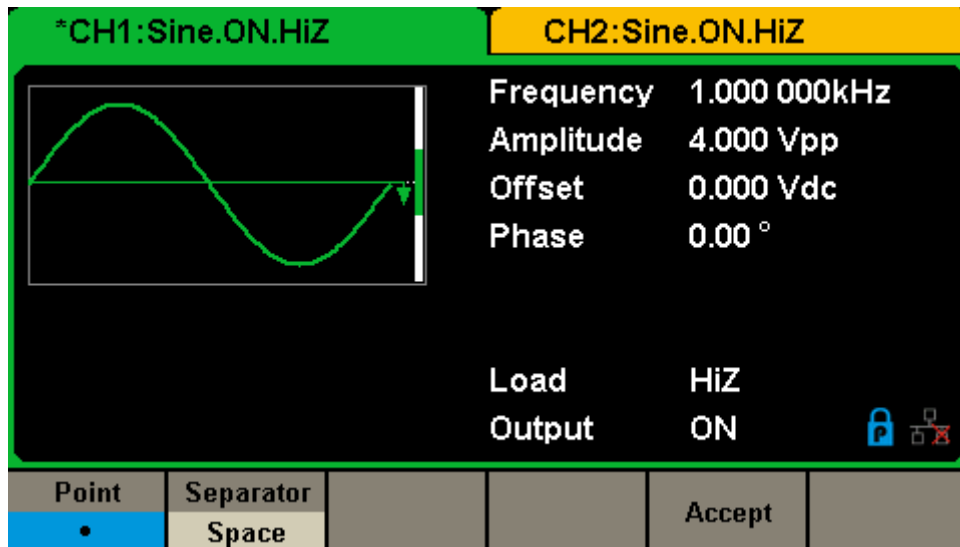 *CH1:Sine.ON.HiZ CH2:Sine.ON.HiZ
Frequency 1.000 000kHz
Amplitude 4.000 Vpp
Offset 0.000 Vdc
Phase 0.00 °
Load HiZ
Output ON P
Point Separator Accept
• Space